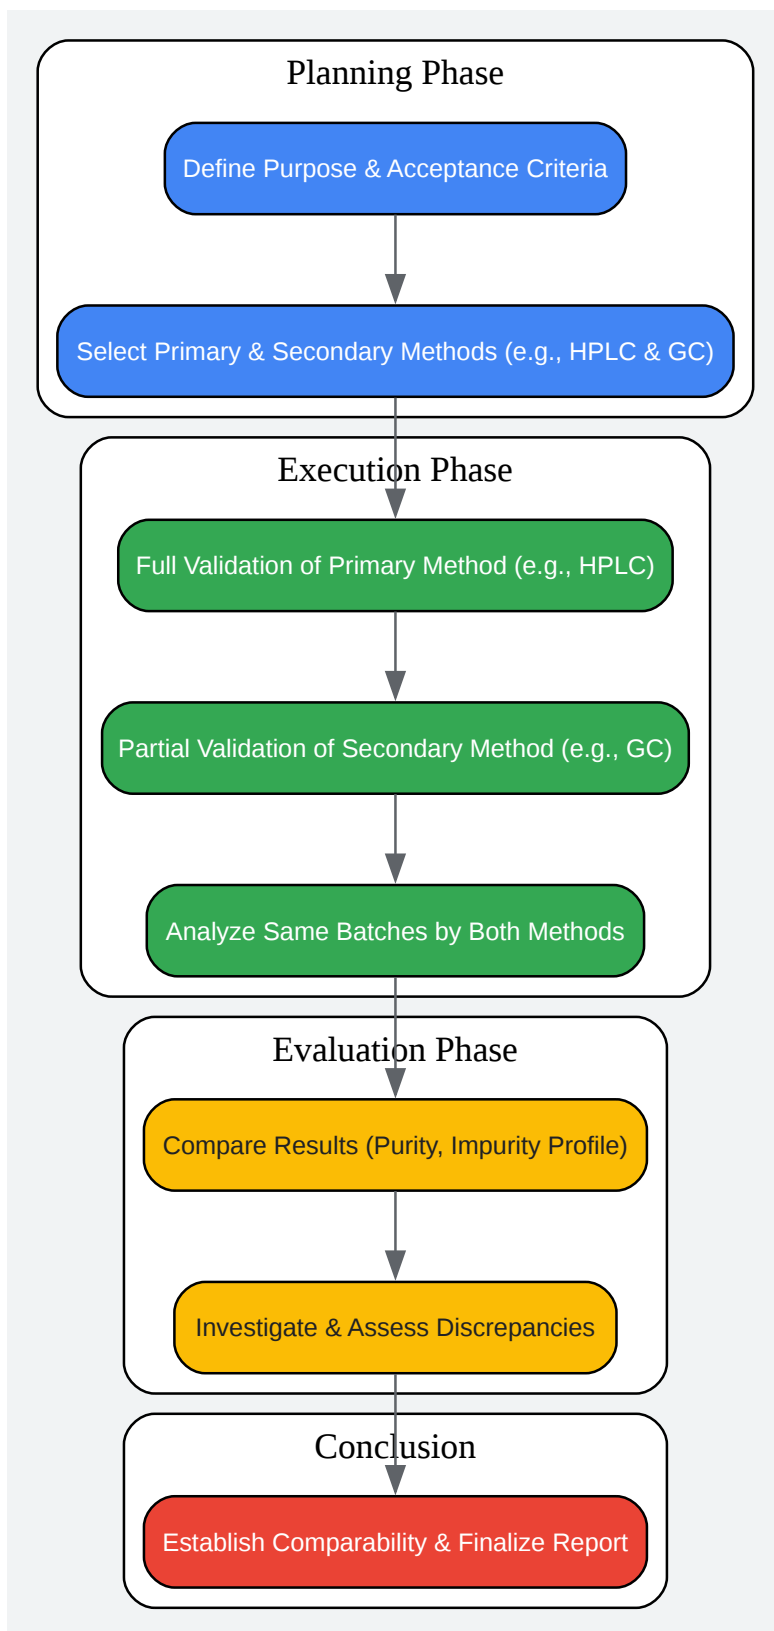 Planning Phase
Define Purpose & Acceptance Criteria
Select Primary & Secondary Methods (e.g., HPLC & GC)
Execution Phase
Full Validation of Primary Method (e.g., HPLC)
Partial Validation of Secondary Method (e.g., GC)
Analyze Same Batches by Both Methods
Evaluation Phase
Compare Results (Purity, Impurity Profile)
Investigate & Assess Discrepancies
Conclusion
Establish Comparability & Finalize Report